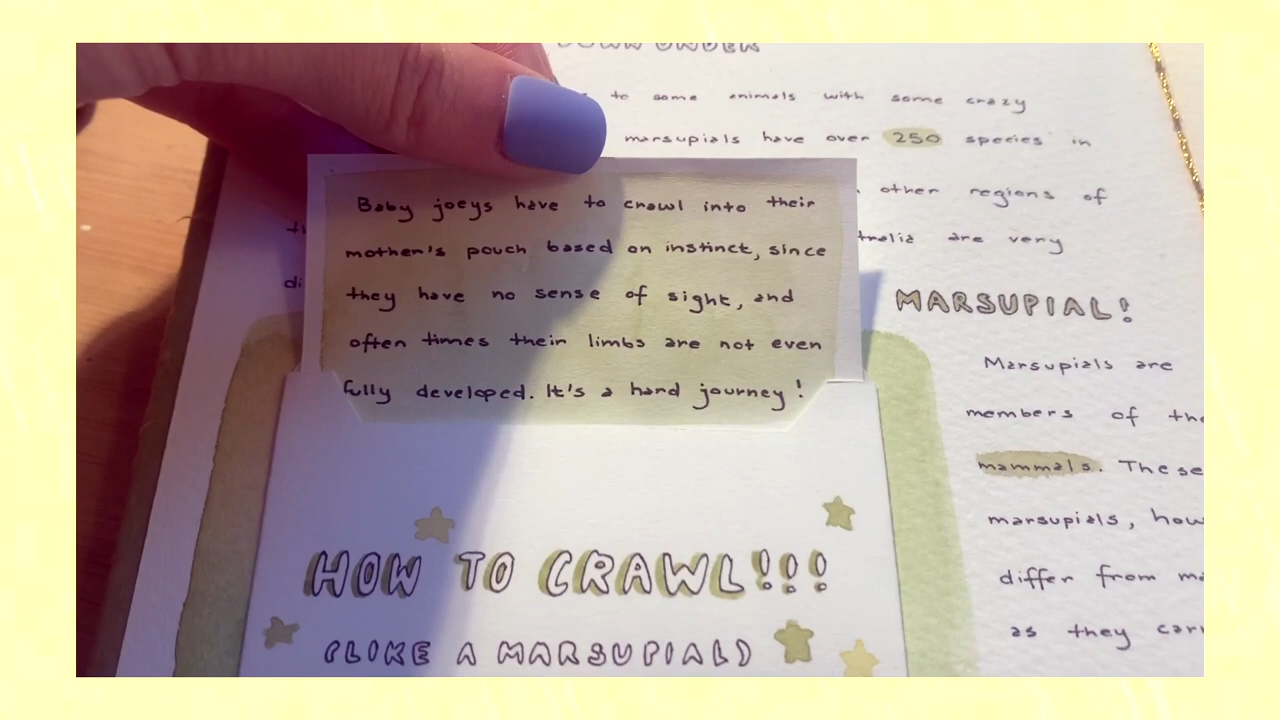 DOWN UNDER
to some animals with some crazy
marsupials have over 250 species in
other regions of
are very
Baby joeys have to crawl into their
mother's pouch based on instinct, since
they have no sense of sight, and
often times their limbs are not even
fully developed. It's a hard journey!
HOW TO CRAWL!!!
(LIKE A MARSUPIAL)
MARSUPIAL!
Marsupials are
members of the
mammals. These
marsupials, how
differ from
as they